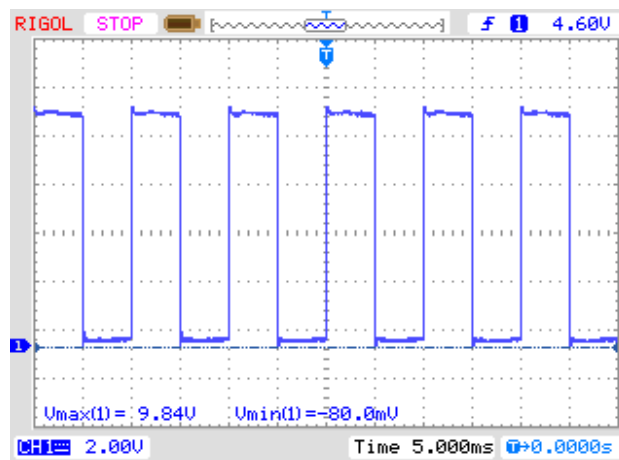 RIGOL STOP T 1 4.60V
T
1
Vmax(1)= 9.84V Vmin(1)=-80.0mV
CH1 2.00V Time 5.000ms T→0.0000s